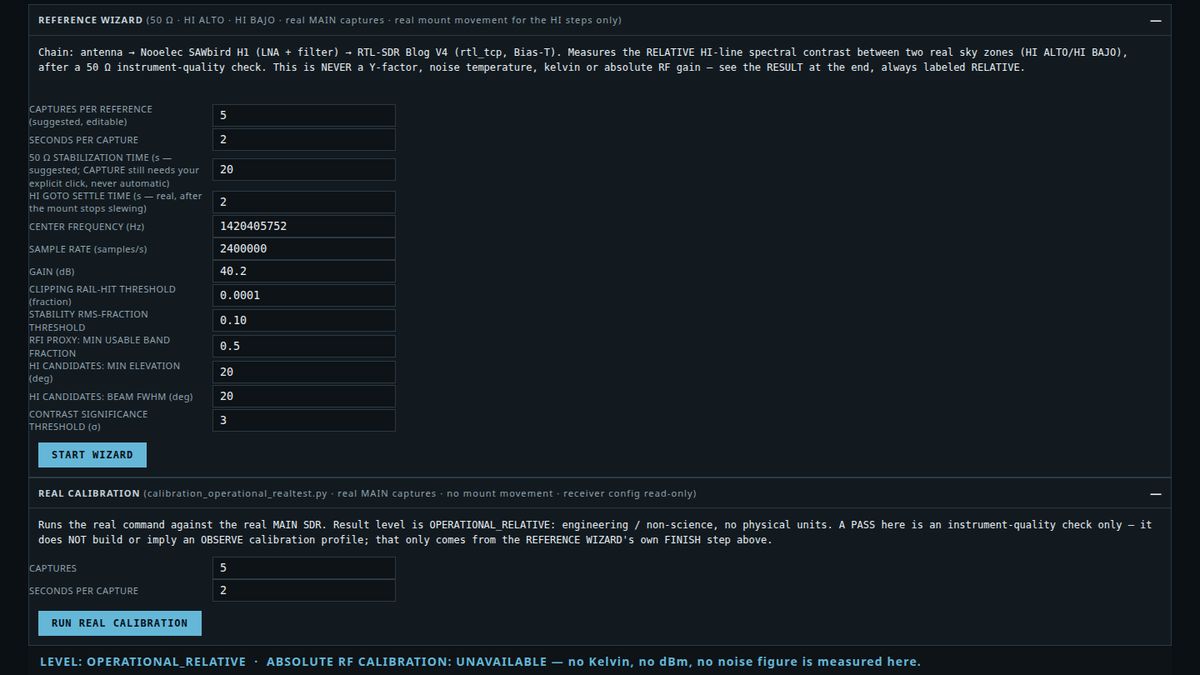 REFERENCE WIZARD (50 Ω · HI ALTO · HI BAJO · real MAIN captures · real mount movement for the HI steps only)
—
Chain: antenna → Nooelec SAWbird H1 (LNA + filter) → RTL-SDR Blog V4 (rtl_tcp, Bias-T). Measures the RELATIVE HI-line spectral contrast between two real sky zones (HI ALTO/HI BAJO),
after a 50 Ω instrument-quality check. This is NEVER a Y-factor, noise temperature, kelvin or absolute RF gain — see the RESULT at the end, always labeled RELATIVE.
CAPTURES PER REFERENCE
(suggested, editable)
5
SECONDS PER CAPTURE
2
50 Ω STABILIZATION TIME (s —
suggested; CAPTURE still needs your
explicit click, never automatic)
20
HI GOTO SETTLE TIME (s — real, after
the mount stops slewing)
2
CENTER FREQUENCY (Hz)
1420405752
SAMPLE RATE (samples/s)
2400000
GAIN (dB)
40.2
CLIPPING RAIL-HIT THRESHOLD
(fraction)
0.0001
STABILITY RMS-FRACTION
THRESHOLD
0.10
RFI PROXY: MIN USABLE BAND
FRACTION
0.5
HI CANDIDATES: MIN ELEVATION
(deg)
20
HI CANDIDATES: BEAM FWHM (deg)
20
CONTRAST SIGNIFICANCE
THRESHOLD (σ)
3
START WIZARD
REAL CALIBRATION (calibration_operational_realtest.py · real MAIN captures · no mount movement · receiver config read-only)
—
Runs the real command against the real MAIN SDR. Result level is OPERATIONAL_RELATIVE: engineering / non-science, no physical units. A PASS here is an instrument-quality check only — it
does NOT build or imply an OBSERVE calibration profile; that only comes from the REFERENCE WIZARD's own FINISH step above.
CAPTURES
5
SECONDS PER CAPTURE
2
RUN REAL CALIBRATION
LEVEL: OPERATIONAL_RELATIVE · ABSOLUTE RF CALIBRATION: UNAVAILABLE — no Kelvin, no dBm, no noise figure is measured here.